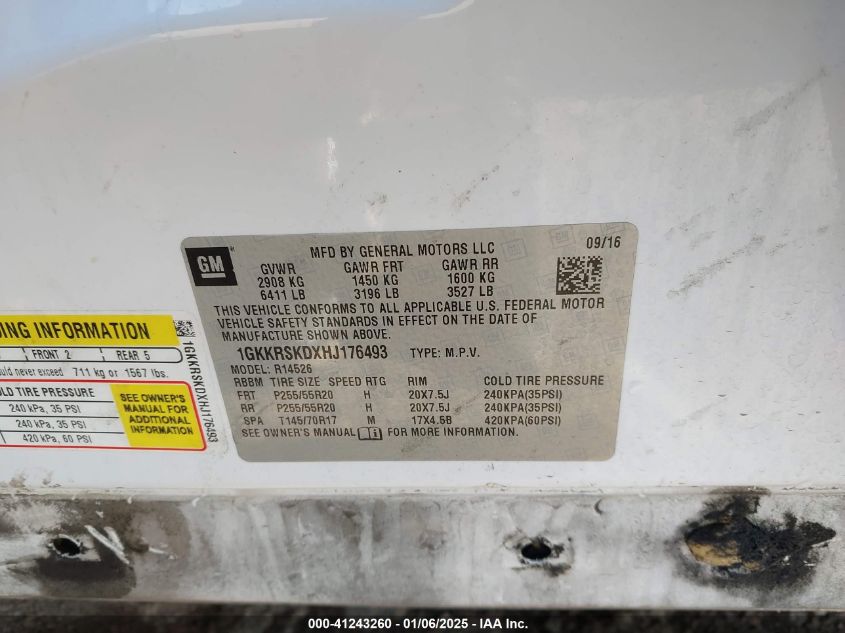 GM
MFD BY GENERAL MOTORS LLC
09/16
GVWR GAWR FRT GAWR RR
2908 KG 1450 KG 1600 KG
6411 LB 3196 LB 3527 LB
THIS VEHICLE CONFORMS TO ALL APPLICABLE U.S. FEDERAL MOTOR
VEHICLE SAFETY STANDARDS IN EFFECT ON THE DATE OF
MANUFACTURE SHOWN ABOVE.
1GKKRSKDXHJ176493 TYPE: M.P.V.
MODEL: R14526
RBBM TIRE SIZE SPEED RTG RIM COLD TIRE PRESSURE
FRT P255/55R20 H 20X7.5J 240KPA(35PSI)
RR P255/55R20 H 20X7.5J 240KPA(35PSI)
SPA T145/70R17 M 17X4.5B 420KPA(60PSI)
SEE OWNER'S MANUAL FOR MORE INFORMATION.
ING INFORMATION
FRONT 2 REAR 5
never exceed 711 kg or 1567 lbs.
COLD TIRE PRESSURE
240 kPa, 35 PSI
240 kPa, 35 PSI
420 kPa, 60 PSI
SEE OWNER'S
MANUAL FOR
ADDITIONAL
INFORMATION
1GKKRSKDXHJ176493
000-41243260 - 01/06/2025 - IAA Inc.